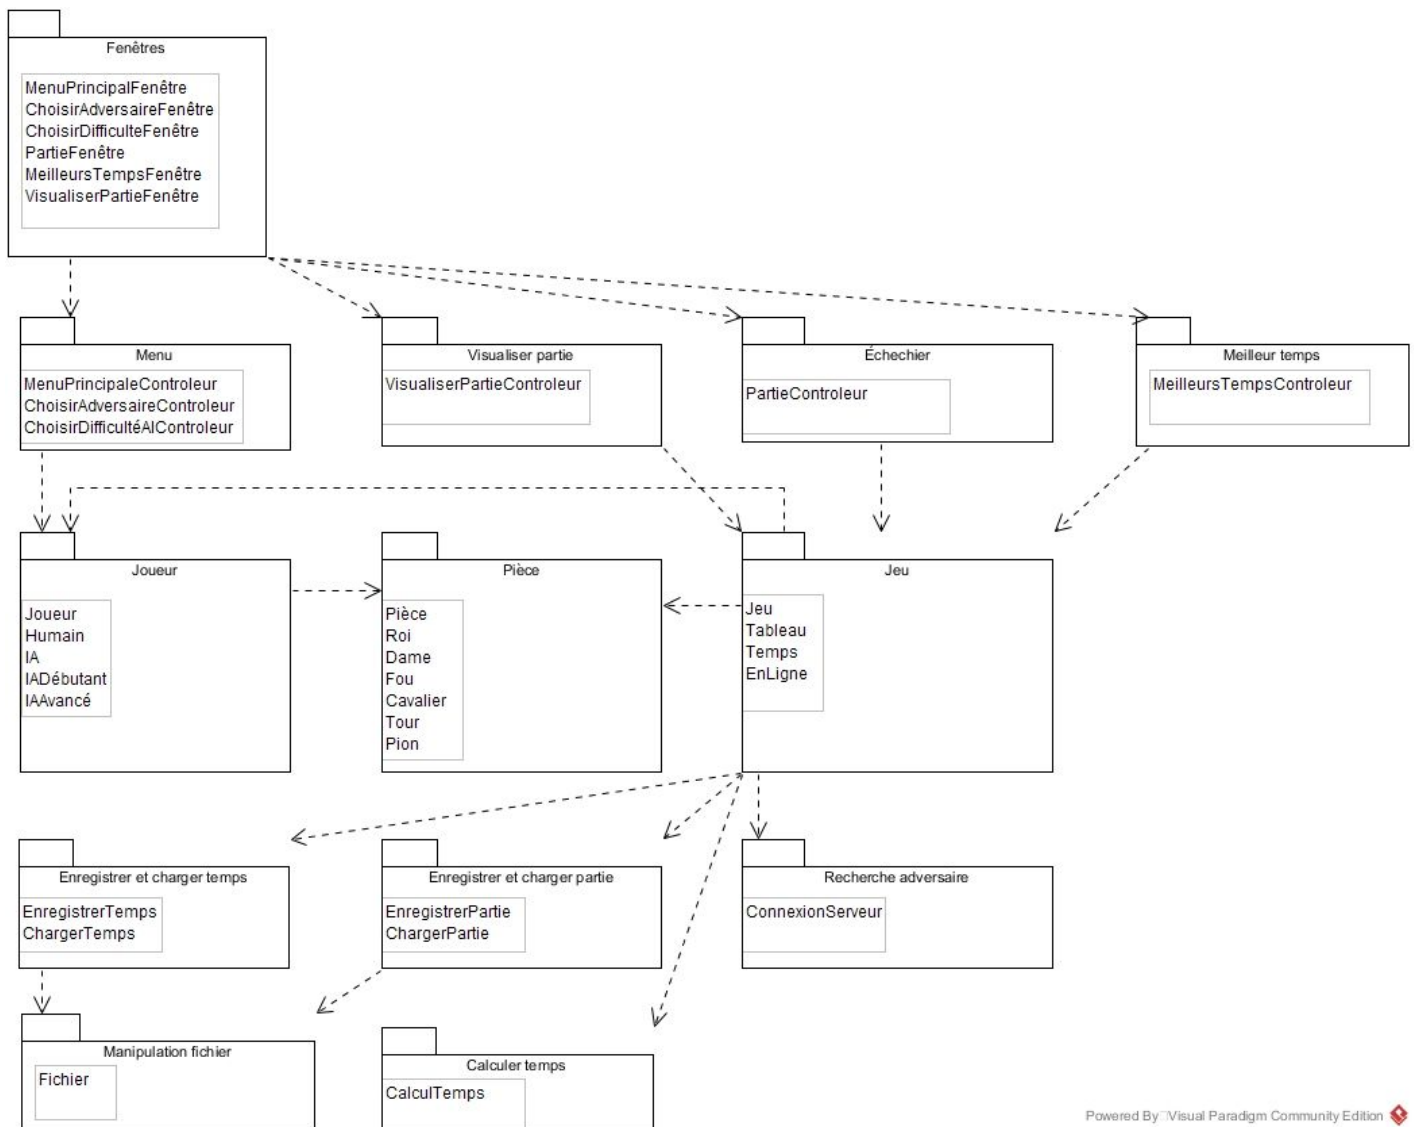 Fenêtres
MenuPrincipalFenêtre
ChoisirAdversaireFenêtre
ChoisirDifficulteFenêtre
PartieFenêtre
MeilleursTempsFenêtre
VisualiserPartieFenêtre
Menu
MenuPrincipaleControleur
ChoisirAdversaireControleur
ChoisirDifficultéAIControleur
Visualiser partie
VisualiserPartieControleur
Échechier
PartieControleur
Meilleur temps
MeilleursTempsControleur
Joueur
Joueur
Humain
IA
IADébutant
IAAvancé
Pièce
Pièce
Roi
Dame
Fou
Cavalier
Tour
Pion
Jeu
Jeu
Tableau
Temps
EnLigne
Enregistrer et charger temps
EnregistrerTemps
ChargerTemps
Enregistrer et charger partie
EnregistrerPartie
ChargerPartie
Recherche adversaire
ConnexionServeur
Manipulation fichier
Fichier
Calculer temps
CalculTemps
Powered By Visual Paradigm Community Edition